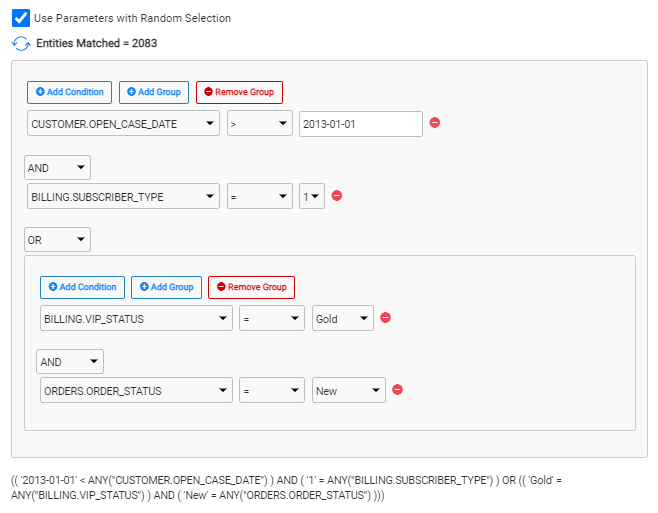 Use Parameters with Random Selection
Entities Matched = 2083
Add Condition Add Group Remove Group
CUSTOMER.OPEN_CASE_DATE > 2013-01-01
AND
BILLING.SUBSCRIBER_TYPE = 1
OR
Add Condition Add Group Remove Group
BILLING.VIP_STATUS = Gold
AND
ORDERS.ORDER_STATUS = New
(( '2013-01-01' < ANY("CUSTOMER.OPEN_CASE_DATE") ) AND ( '1' = ANY("BILLING.SUBSCRIBER_TYPE") ) OR (( 'Gold' =
ANY("BILLING.VIP_STATUS") ) AND ( 'New' = ANY("ORDERS.ORDER_STATUS") )))